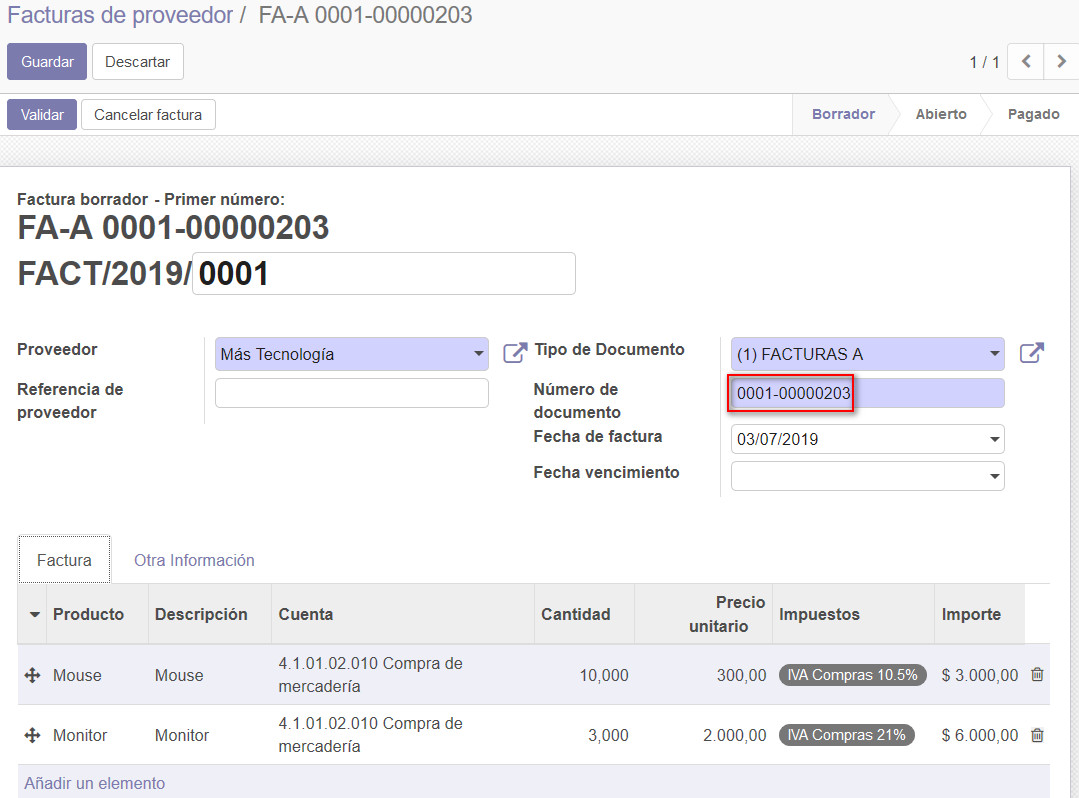 Facturas de proveedor / FA-A 0001-00000203
Guardar Descartar 1 / 1
Validar Cancelar factura Borrador Abierto Pagado
Factura borrador - Primer número:
FA-A 0001-00000203
FACT/2019/ 0001
Proveedor Más Tecnología Tipo de Documento (1) FACTURAS A
Referencia de
proveedor
Número de
documento
0001-00000203
Fecha de factura 03/07/2019
Fecha vencimiento
Factura Otra Información
Producto Descripción Cuenta Cantidad Precio
unitario Impuestos Importe
Mouse Mouse 4.1.01.02.010 Compra de
mercadería 10,000 300,00 IVA Compras 10.5% $ 3.000,00
Monitor Monitor 4.1.01.02.010 Compra de
mercadería 3,000 2.000,00 IVA Compras 21% $ 6.000,00
Añadir un elemento